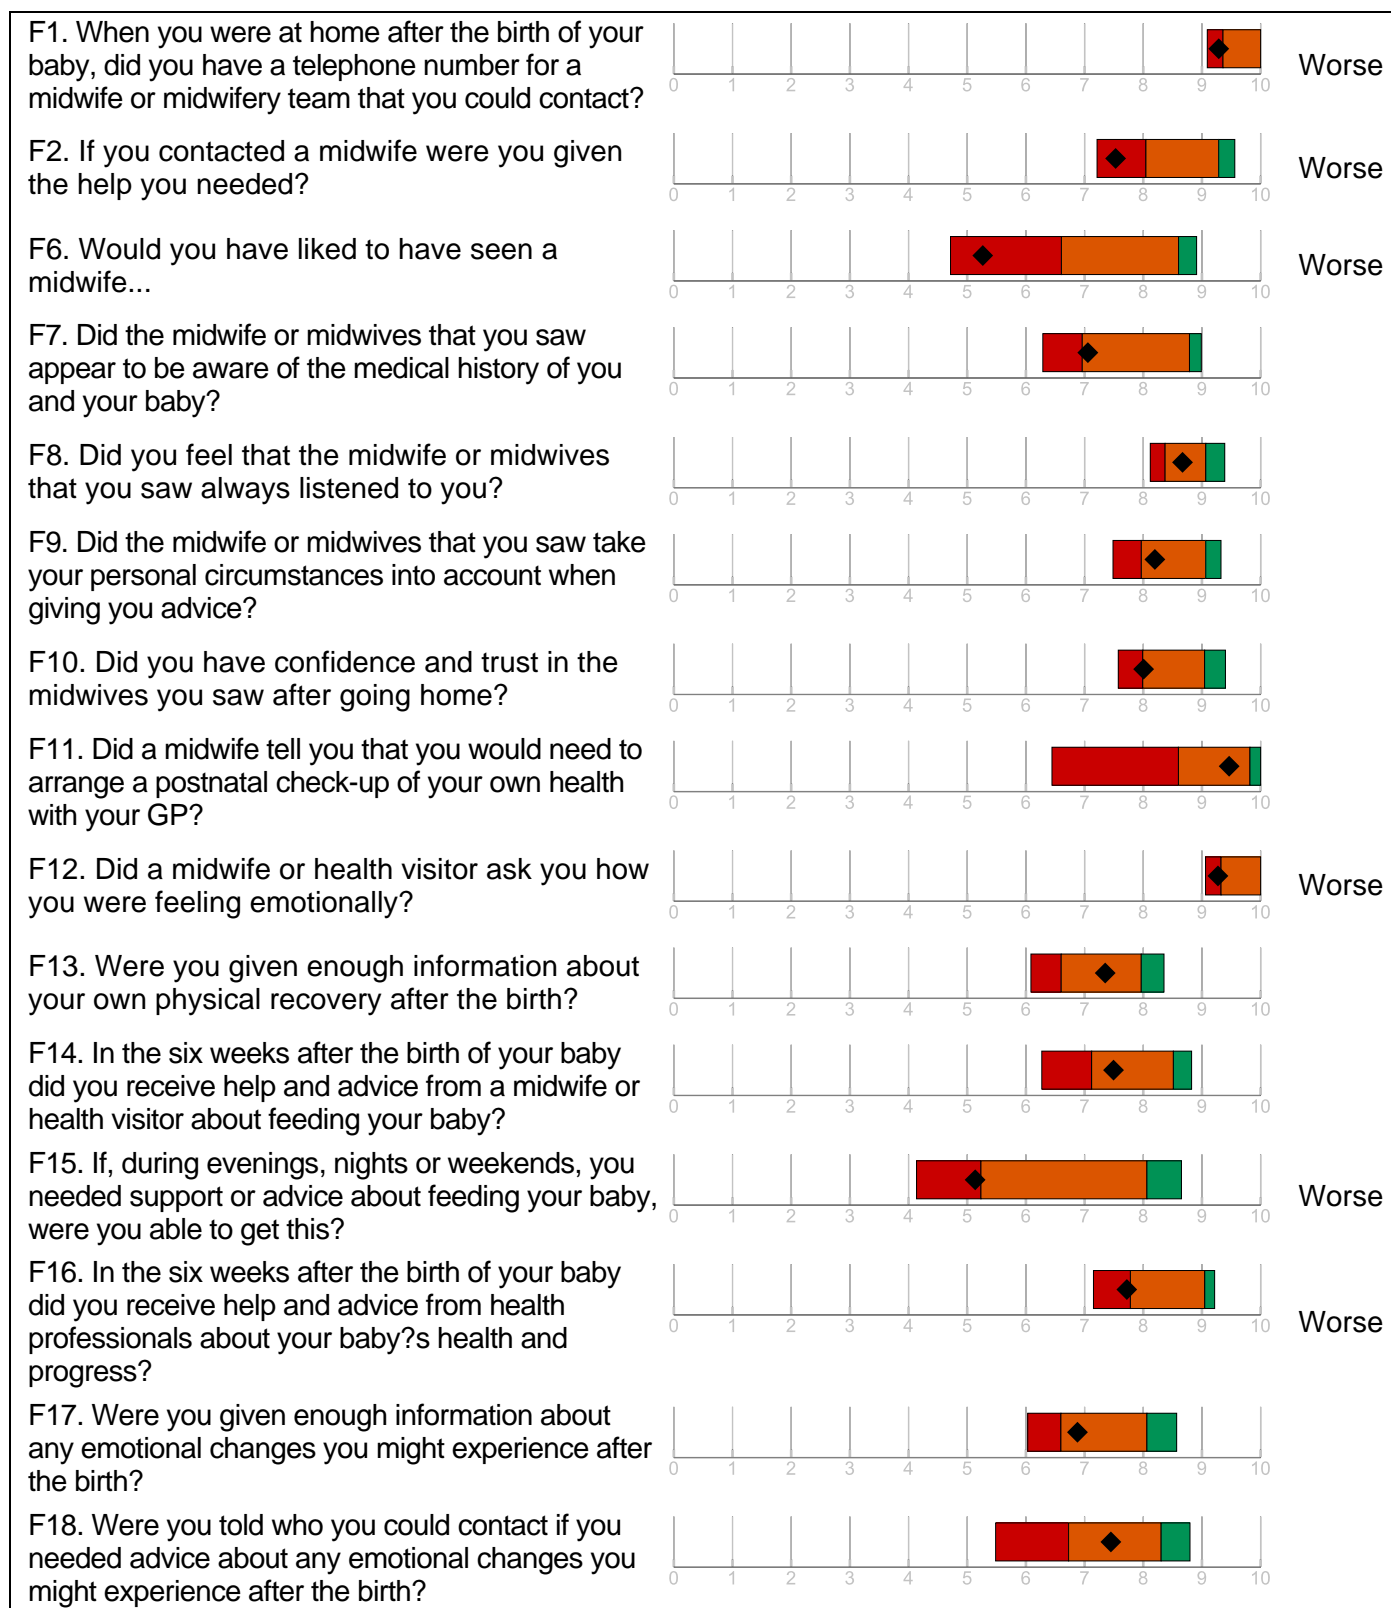 F1. When you were at home after the birth of your
baby, did you have a telephone number for a
midwife or midwifery team that you could contact?
0 1 2 3 4 5 6 7 8 9 10
Worse
F2. If you contacted a midwife were you given
the help you needed?
0 1 2 3 4 5 6 7 8 9 10
Worse
F6. Would you have liked to have seen a
midwife...
0 1 2 3 4 5 6 7 8 9 10
Worse
F7. Did the midwife or midwives that you saw
appear to be aware of the medical history of you
and your baby?
0 1 2 3 4 5 6 7 8 9 10
F8. Did you feel that the midwife or midwives
that you saw always listened to you?
0 1 2 3 4 5 6 7 8 9 10
F9. Did the midwife or midwives that you saw take
your personal circumstances into account when
giving you advice?
0 1 2 3 4 5 6 7 8 9 10
F10. Did you have confidence and trust in the
midwives you saw after going home?
0 1 2 3 4 5 6 7 8 9 10
F11. Did a midwife tell you that you would need to
arrange a postnatal check-up of your own health
with your GP?
0 1 2 3 4 5 6 7 8 9 10
F12. Did a midwife or health visitor ask you how
you were feeling emotionally?
0 1 2 3 4 5 6 7 8 9 10
Worse
F13. Were you given enough information about
your own physical recovery after the birth?
0 1 2 3 4 5 6 7 8 9 10
F14. In the six weeks after the birth of your baby
did you receive help and advice from a midwife or
health visitor about feeding your baby?
0 1 2 3 4 5 6 7 8 9 10
F15. If, during evenings, nights or weekends, you
needed support or advice about feeding your baby,
were you able to get this?
0 1 2 3 4 5 6 7 8 9 10
Worse
F16. In the six weeks after the birth of your baby
did you receive help and advice from health
professionals about your baby?s health and
progress?
0 1 2 3 4 5 6 7 8 9 10
Worse
F17. Were you given enough information about
any emotional changes you might experience after
the birth?
0 1 2 3 4 5 6 7 8 9 10
F18. Were you told who you could contact if you
needed advice about any emotional changes you
might experience after the birth?
0 1 2 3 4 5 6 7 8 9 10